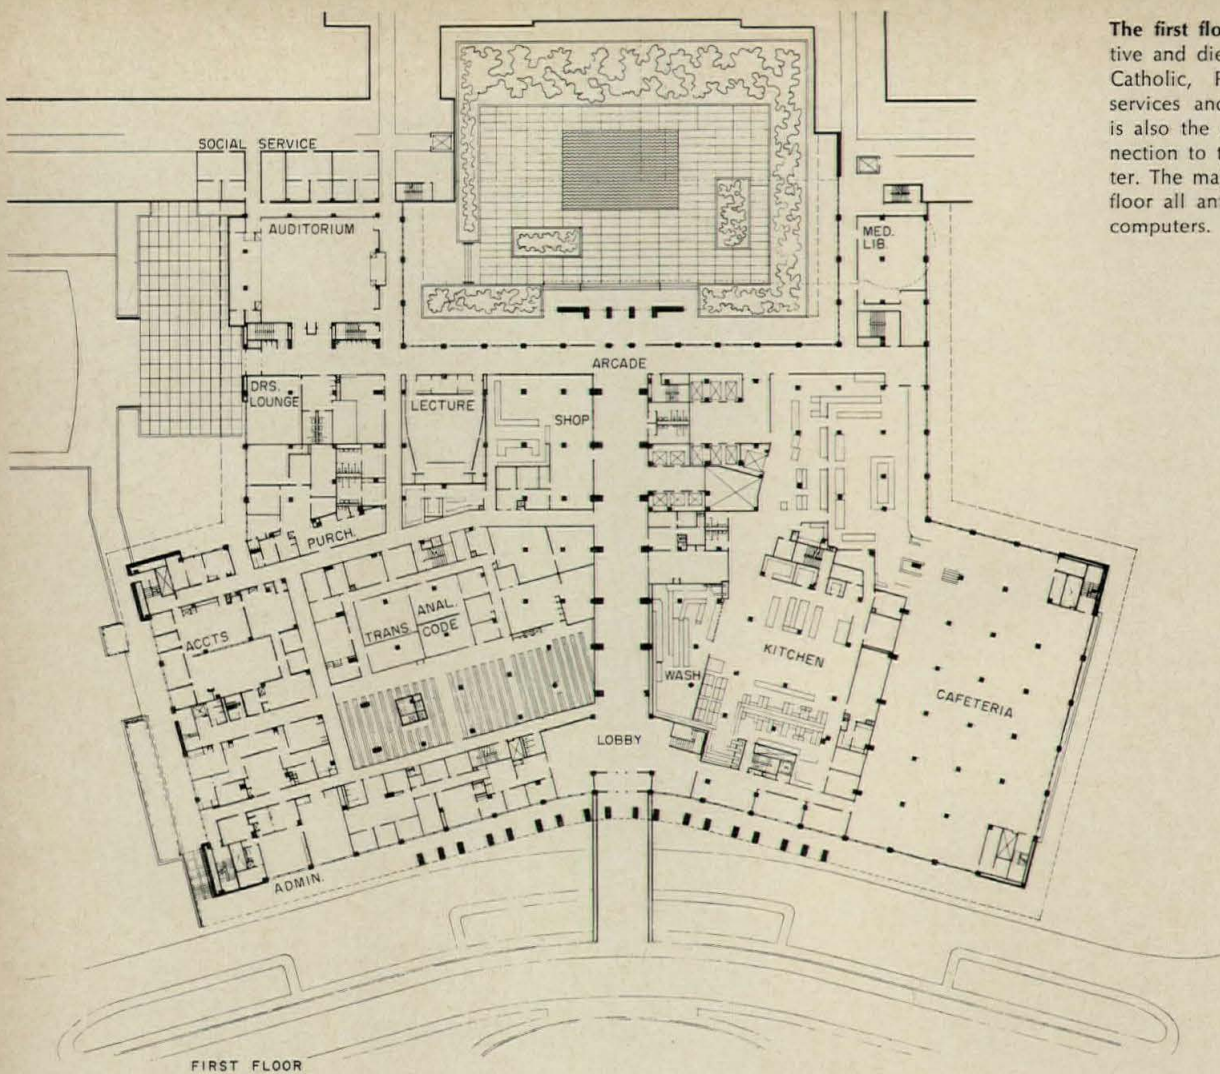 The first flo
tive and die
Catholic,
services and
is also the
nection to t
ter. The ma
floor all an
computers.
SOCIAL SERVICE
AUDITORIUM
MED.
LIB.
ARCADE
DRS.
LOUNGE
LECTURE
SHOP
PURCH.
ACCTS
TRANS
ANAL.
CODE
WASH
KITCHEN
CAFETERIA
LOBBY
ADMIN.
FIRST FLOOR